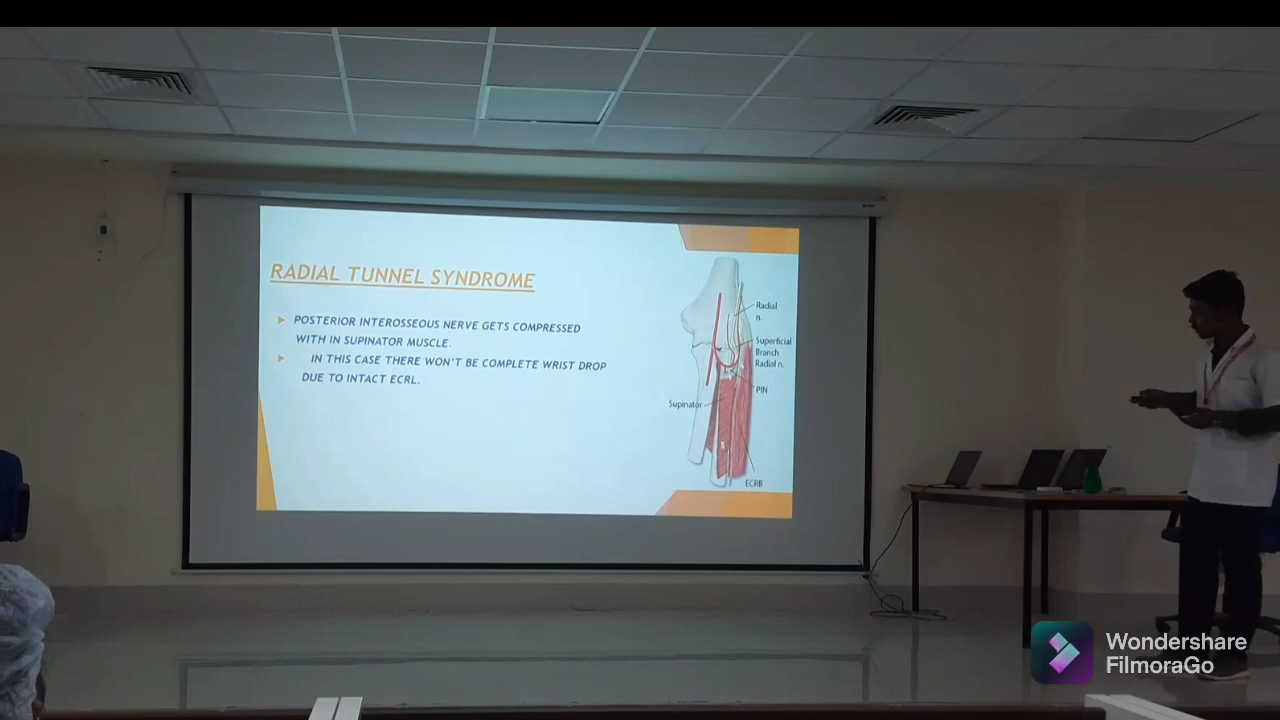 RADIAL TUNNEL SYNDROME
POSTERIOR INTEROSSEOUS NERVE GETS COMPRESSED
WITH IN SUPINATOR MUSCLE.
IN THIS CASE THERE WON'T BE COMPLETE WRIST DROP
DUE TO INTACT ECRL.
Radial
n.
Superficial
Branch
Radial n.
PIN
Supinator
S
ECRB
Wondershare
FilmoraGo